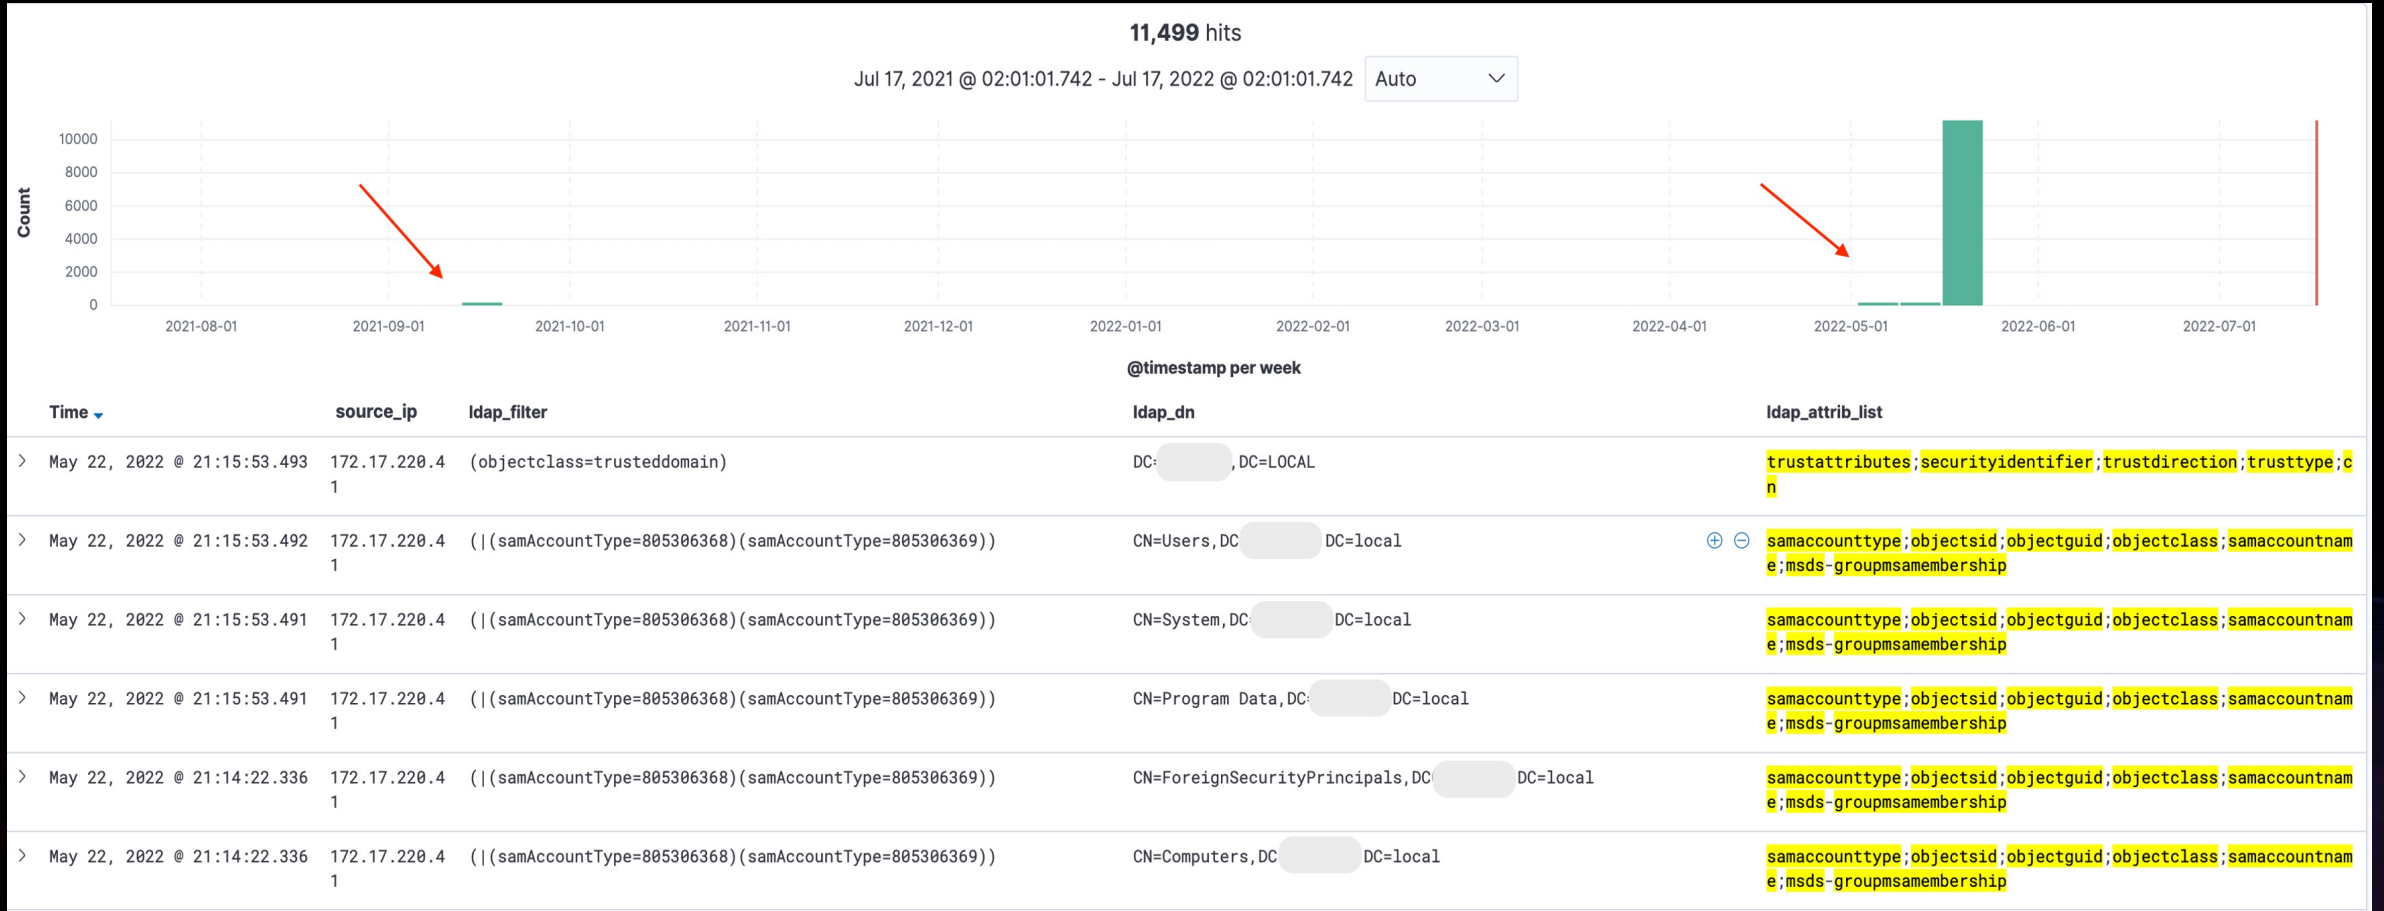 11,499 hits
Jul 17, 2021 @ 02:01:01.742 - Jul 17, 2022 @ 02:01:01.742 Auto
Count
10000
8000
6000
4000
2000
0
2021-08-01 2021-09-01 2021-10-01 2021-11-01 2021-12-01 2022-01-01 2022-02-01 2022-03-01 2022-04-01 2022-05-01 2022-06-01 2022-07-01
@timestamp per week
Time source_ip ldap_filter ldap_dn ldap_attrib_list
May 22, 2022 @ 21:15:53.493 172.17.220.4 (objectclass=trusteddomain) DC= ,DC=LOCAL trustattributes;securityidentifier;trustdirection;trusttype;c
1 n
May 22, 2022 @ 21:15:53.492 172.17.220.4 (|(samAccountType=805306368)(samAccountType=805306369)) CN=Users,DC DC=local samaccounttype;objectsid;objectguid;objectclass;samaccountnam
1 e;msds-groupmsamembership
May 22, 2022 @ 21:15:53.491 172.17.220.4 (|(samAccountType=805306368)(samAccountType=805306369)) CN=System,DC DC=local samaccounttype;objectsid;objectguid;objectclass;samaccountnam
1 e;msds-groupmsamembership
May 22, 2022 @ 21:15:53.491 172.17.220.4 (|(samAccountType=805306368)(samAccountType=805306369)) CN=Program Data,DC= DC=local samaccounttype;objectsid;objectguid;objectclass;samaccountnam
1 e;msds-groupmsamembership
May 22, 2022 @ 21:14:22.336 172.17.220.4 (|(samAccountType=805306368)(samAccountType=805306369)) CN=ForeignSecurityPrincipals,DC DC=local samaccounttype;objectsid;objectguid;objectclass;samaccountnam
1 e;msds-groupmsamembership
May 22, 2022 @ 21:14:22.336 172.17.220.4 (|(samAccountType=805306368)(samAccountType=805306369)) CN=Computers,DC DC=local samaccounttype;objectsid;objectguid;objectclass;samaccountnam
1 e;msds-groupmsamembership